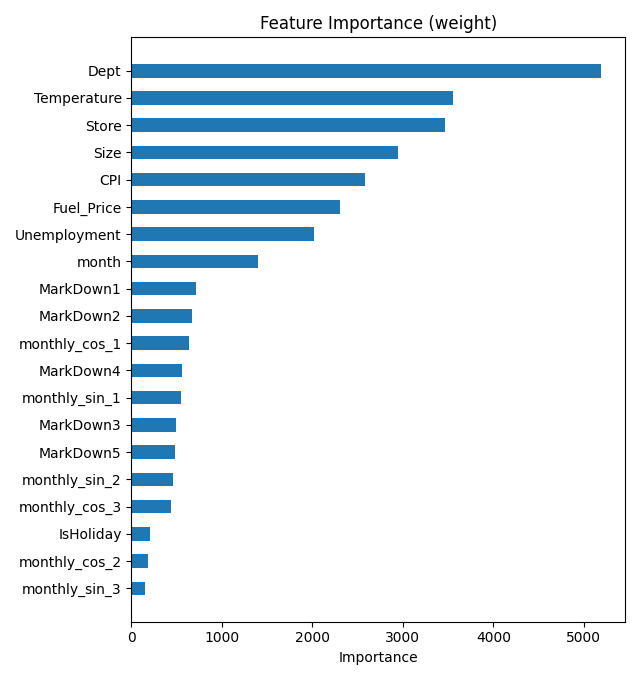 Feature Importance (weight)
Dept
Temperature
Store
Size
CPI
Fuel_Price
Unemployment
month
MarkDown1
MarkDown2
monthly_cos_1
MarkDown4
monthly_sin_1
MarkDown3
MarkDown5
monthly_sin_2
monthly_cos_3
IsHoliday
monthly_cos_2
monthly_sin_3
0 1000 2000 3000 4000 5000
Importance